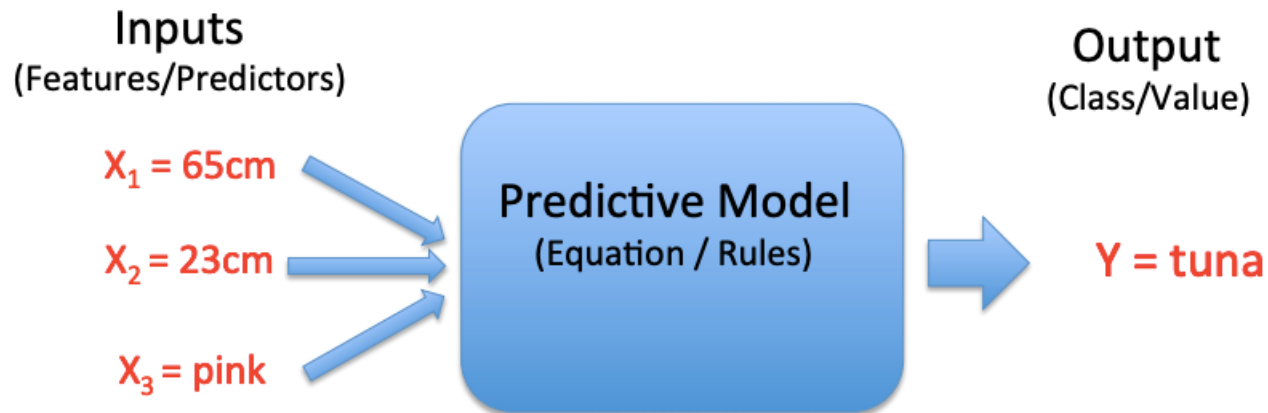 Inputs
(Features/Predictors)
X₁ = 65cm
X₂ = 23cm
X₃ = pink
Predictive Model
(Equation / Rules)
Output
(Class/Value)
Y = tuna